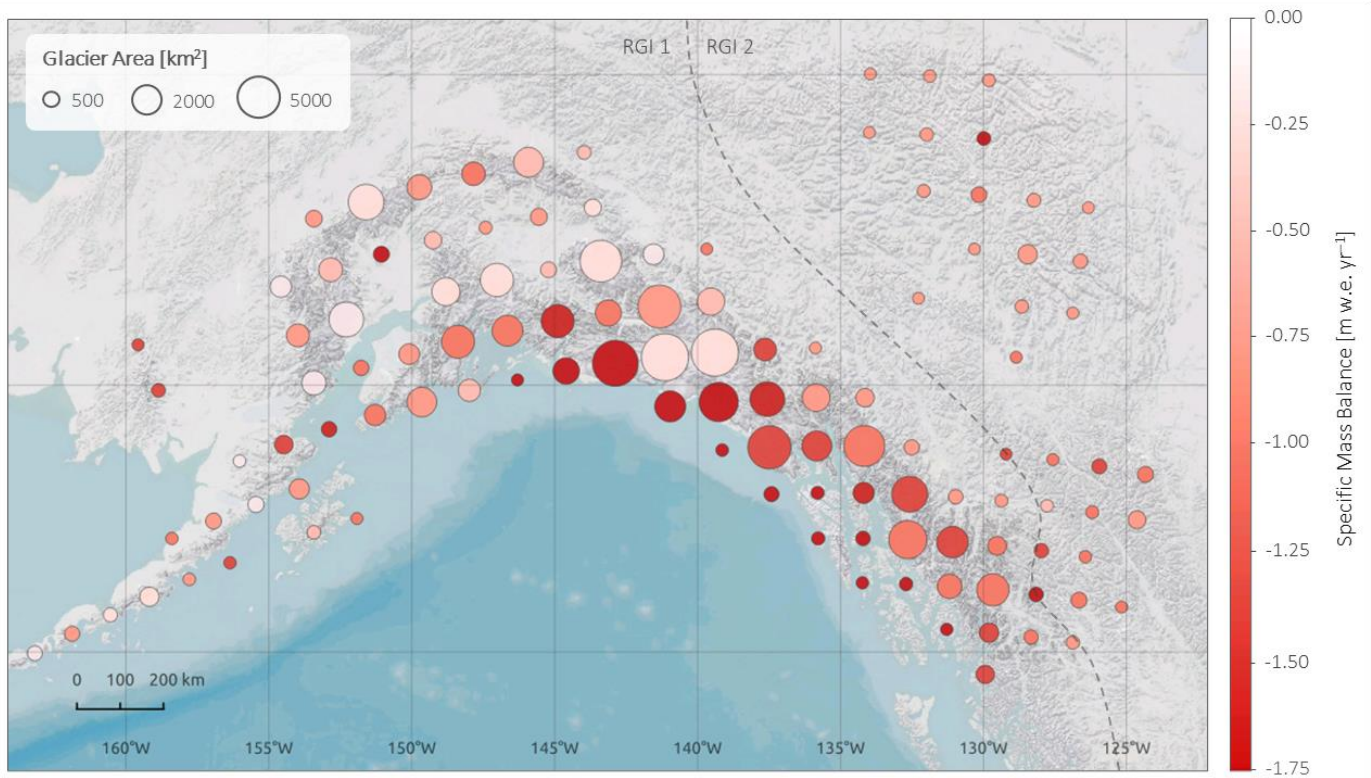 Glacier Area [km²]
500 2000 5000
RGI 1 RGI 2
0 100 200 km
160°W 155°W 150°W 145°W 140°W 135°W 130°W 125°W
0.00
-0.25
-0.50
-0.75
-1.00
-1.25
-1.50
-1.75
Specific Mass Balance [m w.e. yr⁻¹]